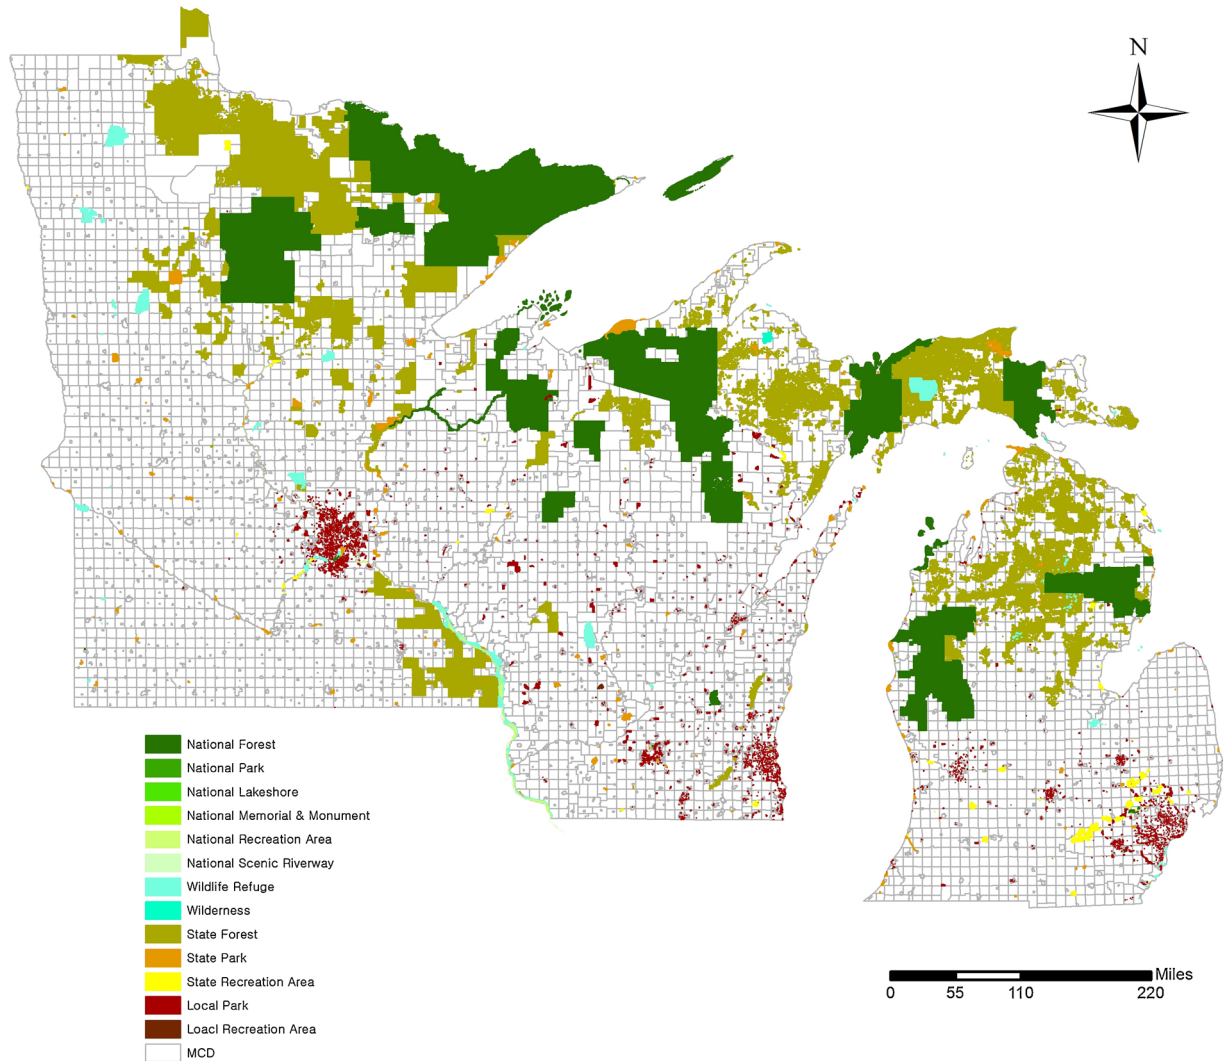 N
National Forest
National Park
National Lakeshore
National Memorial & Monument
National Recreation Area
National Scenic Riverway
Wildlife Refuge
Wilderness
State Forest
State Park
State Recreation Area
Local Park
Loacl Recreation Area
MCD
Miles
0 55 110 220